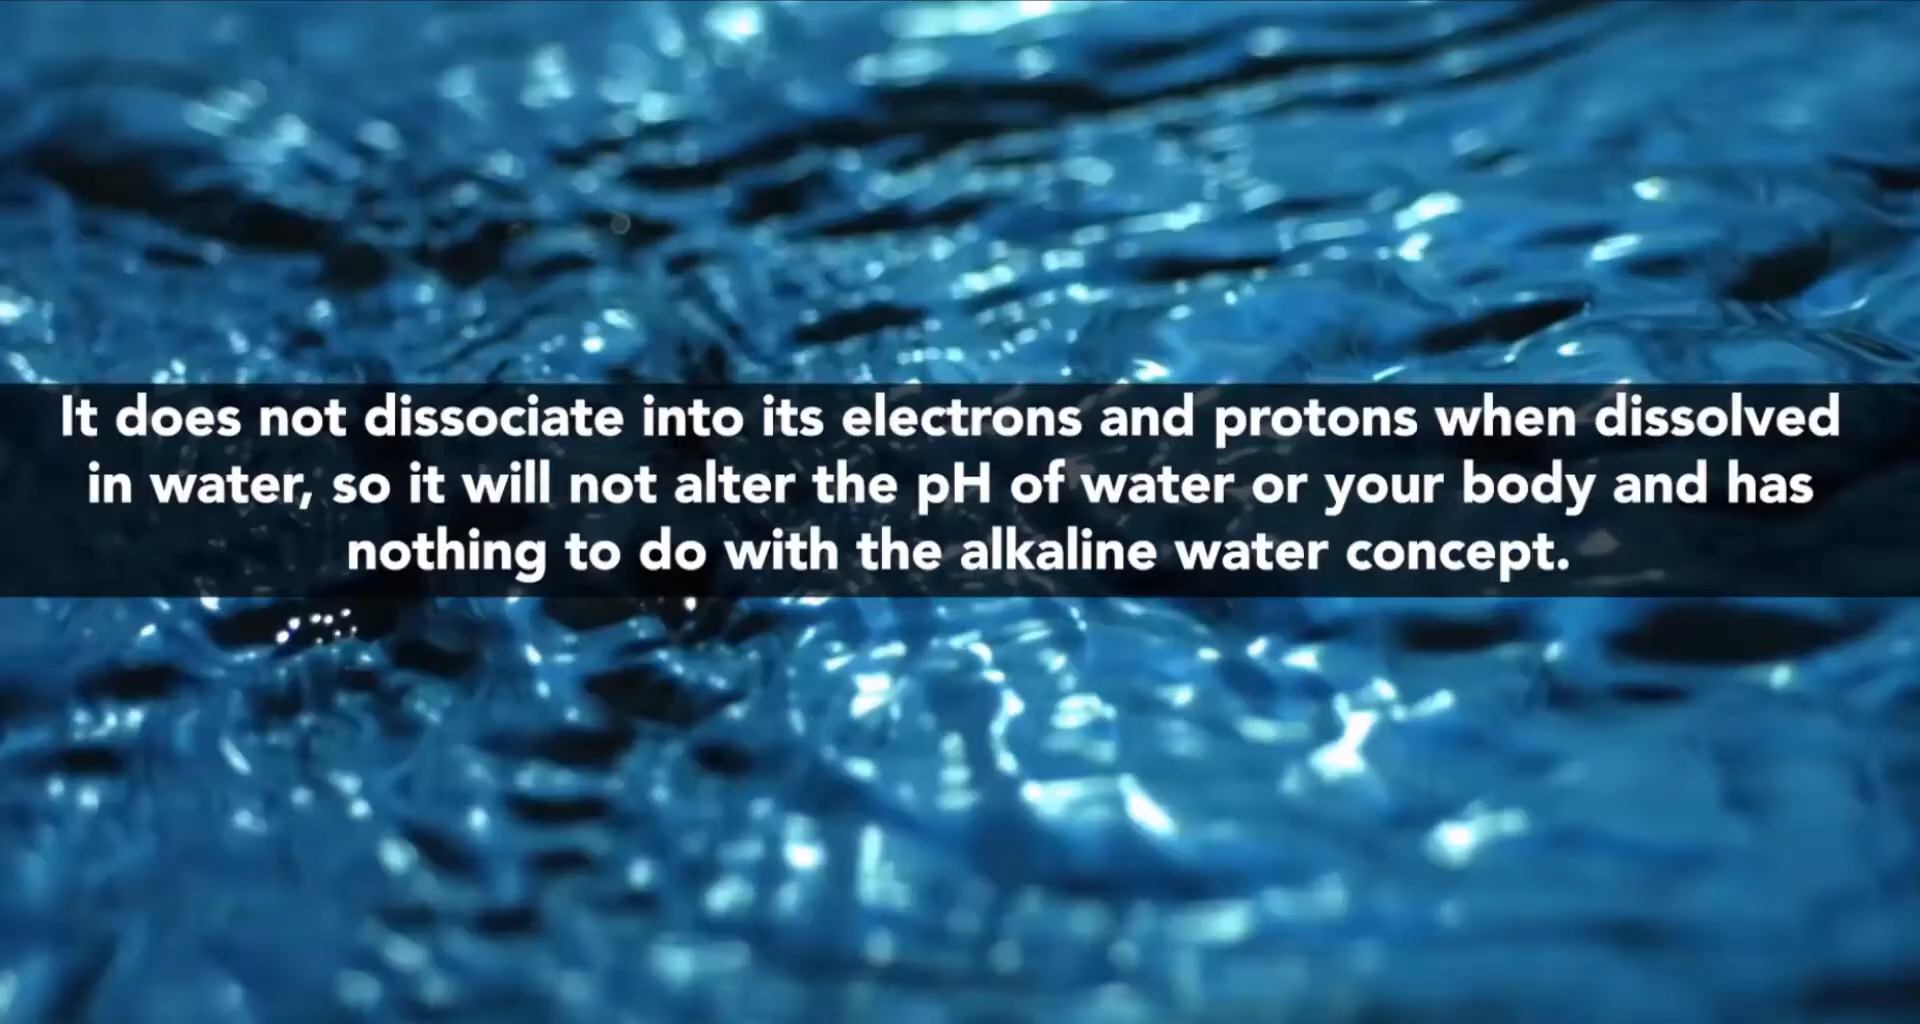 It does not dissociate into its electrons and protons when dissolved
in water, so it will not alter the pH of water or your body and has
nothing to do with the alkaline water concept.